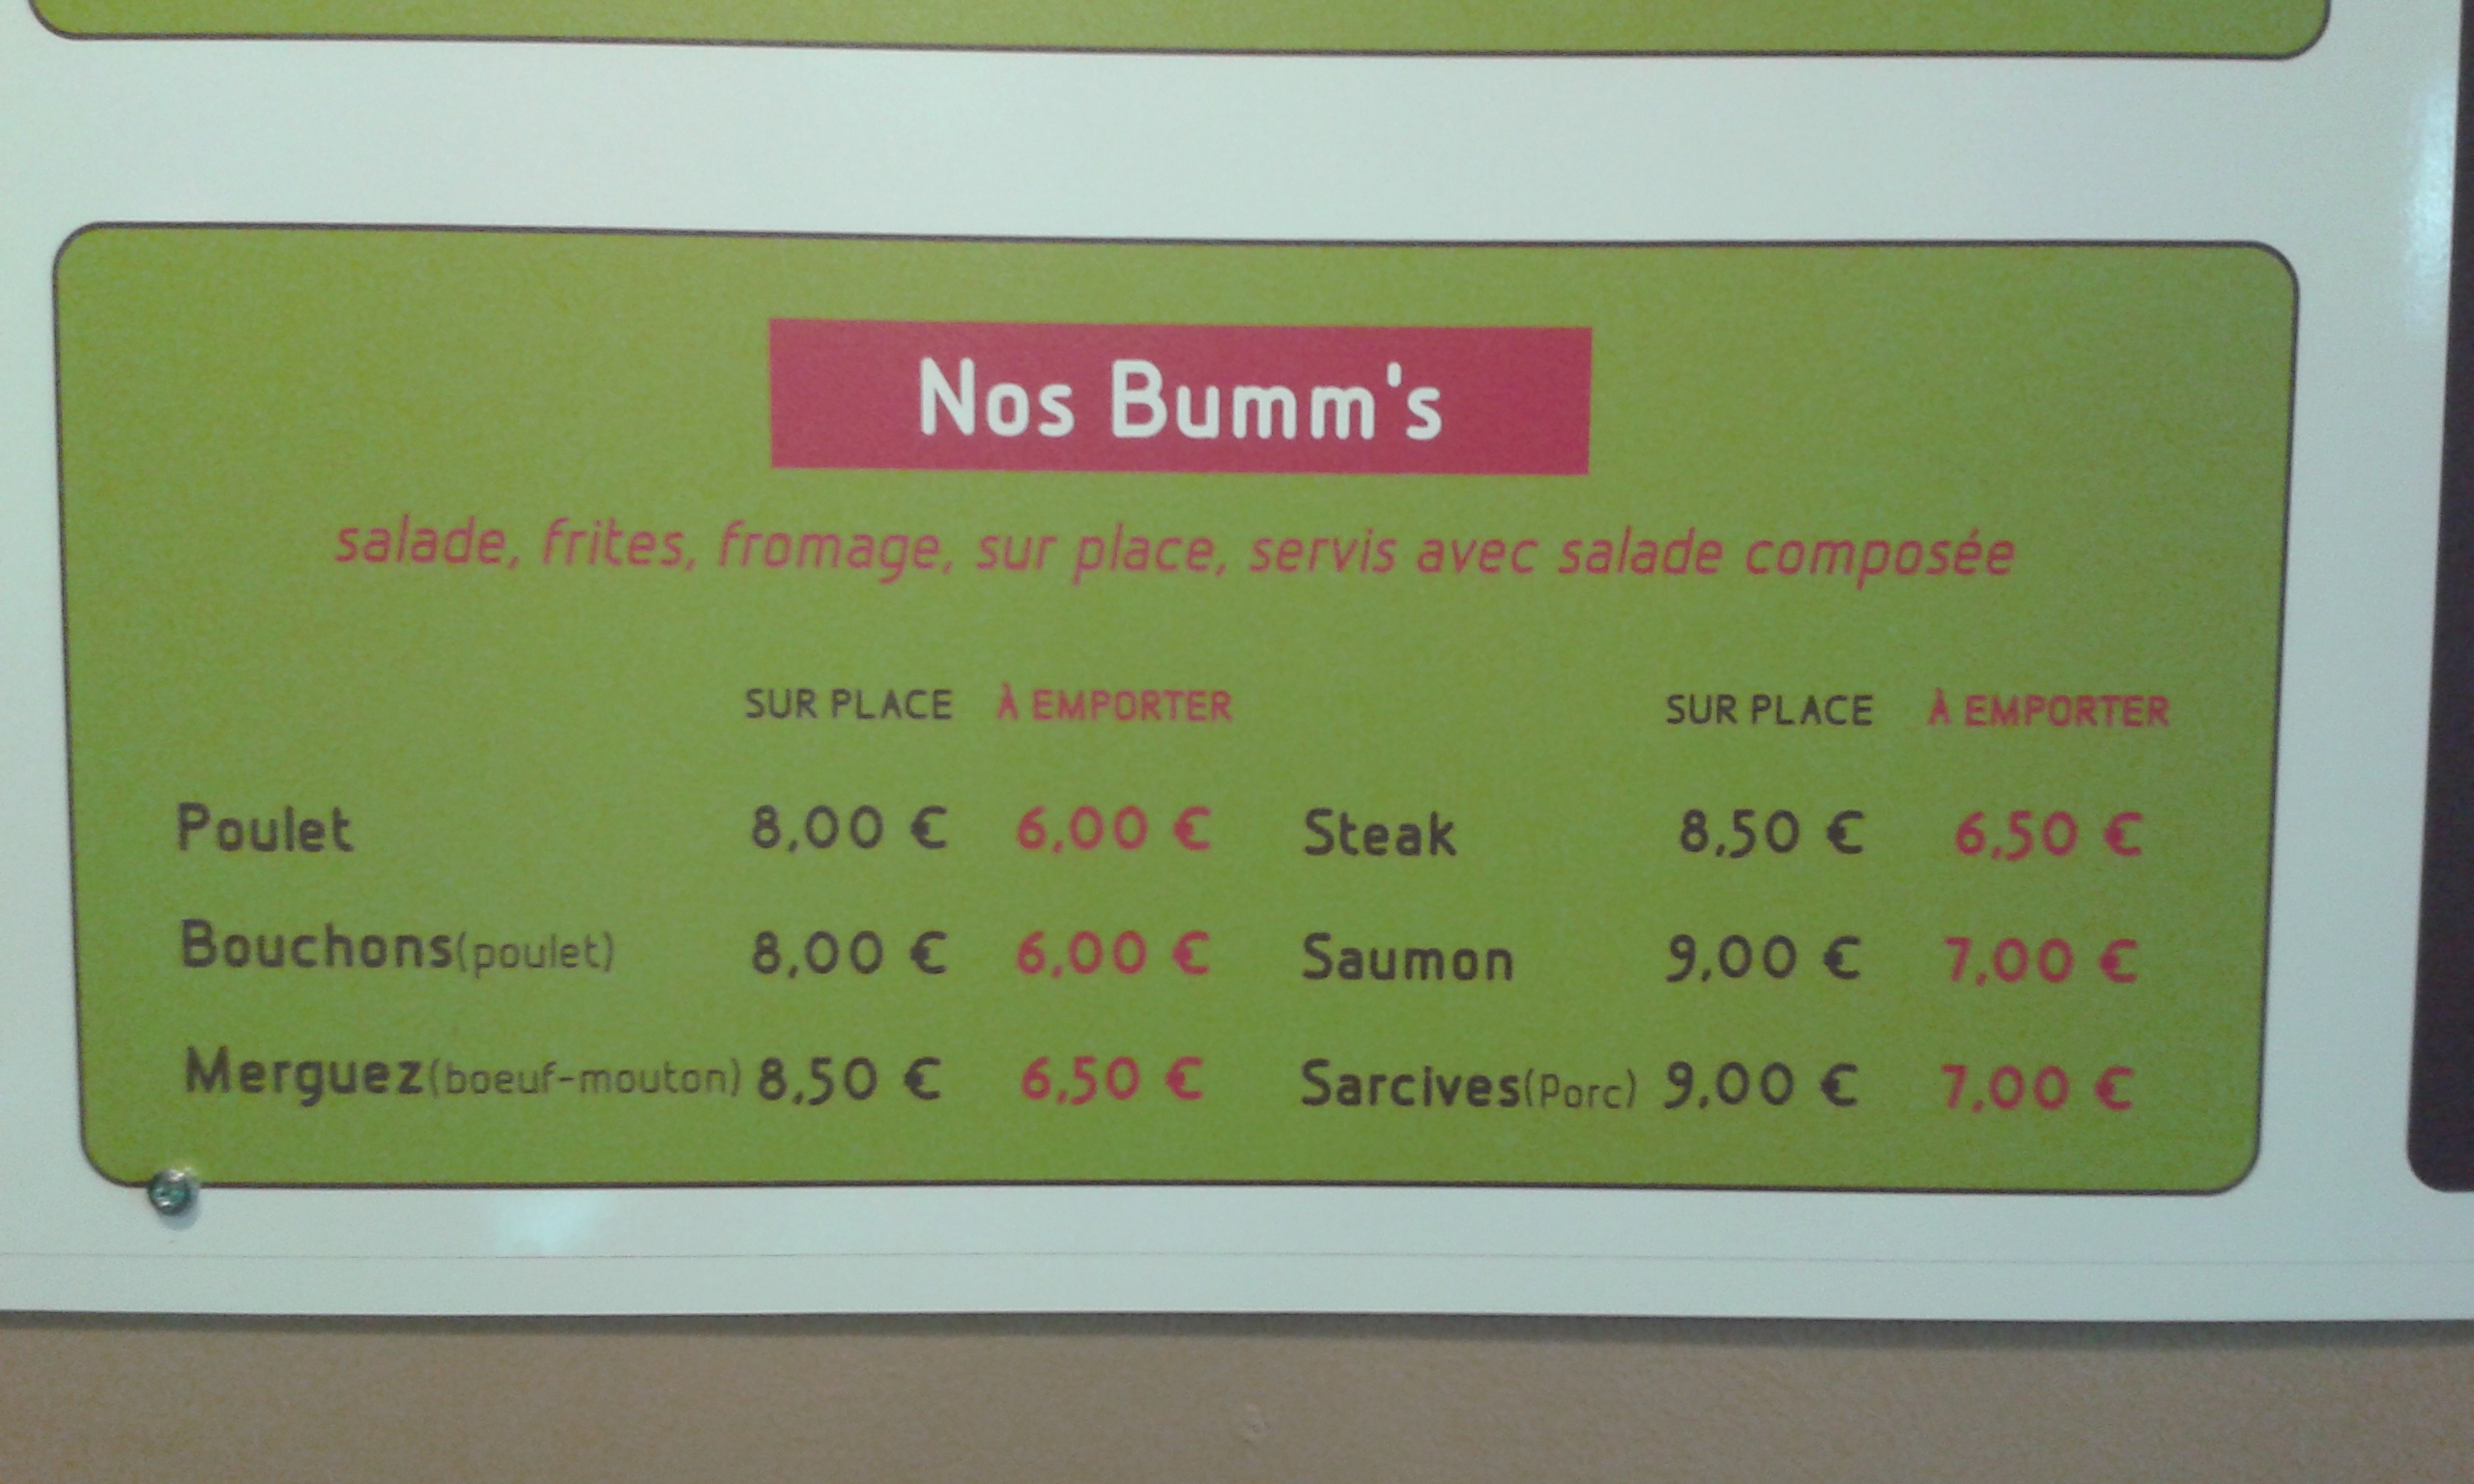 Nos Bumm's
salade, frites, fromage, sur place, servis avec salade composée
SUR PLACE À EMPORTER SUR PLACE À EMPORTER
Poulet 8,00 € 6,00 € Steak 8,50 € 6,50 €
Bouchons(poulet) 8,00 € 6,00 € Saumon 9,00 € 7,00 €
Merguez(boeuf-mouton) 8,50 € 6,50 € Sarcives(Porc) 9,00 € 7,00 €